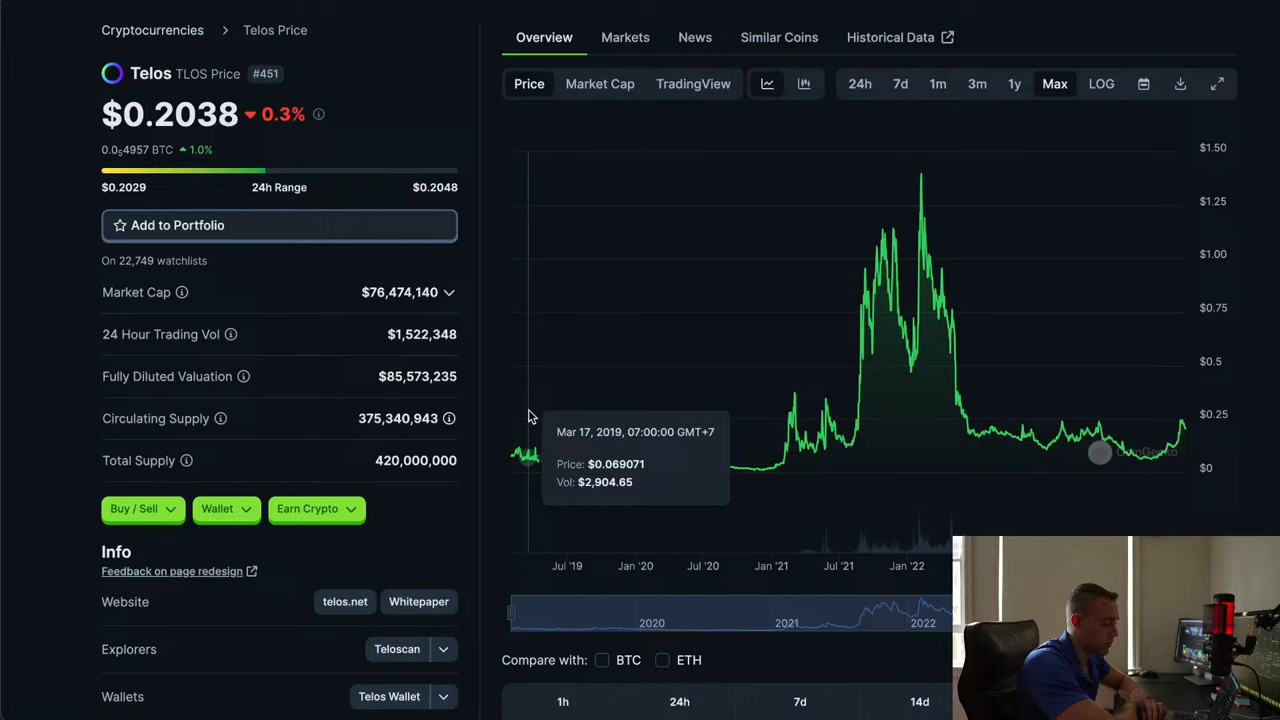 Cryptocurrencies > Telos Price
Telos TLOS Price #451
$0.2038 0.3%
0.0₅4957 BTC 1.0%
$0.2029 24h Range $0.2048
Add to Portfolio
On 22,749 watchlists
Market Cap $76,474,140
24 Hour Trading Vol $1,522,348
Fully Diluted Valuation $85,573,235
Circulating Supply 375,340,943
Total Supply 420,000,000
Buy / Sell Wallet Earn Crypto
Info
Feedback on page redesign
Website telos.net Whitepaper
Explorers Teloscan
Wallets Telos Wallet
Overview Markets News Similar Coins Historical Data
Price Market Cap TradingView 24h 7d 1m 3m 1y Max LOG
$1.50
$1.25
$1.00
$0.75
$0.5
$0.25
$0
CoinGecko
Mar 17, 2019, 07:00:00 GMT+7
Price: $0.069071
Vol: $2,904.65
Jul '19 Jan '20 Jul '20 Jan '21 Jul '21 Jan '22
2020 2021 2022
Compare with: BTC ETH
1h 24h 7d 14d